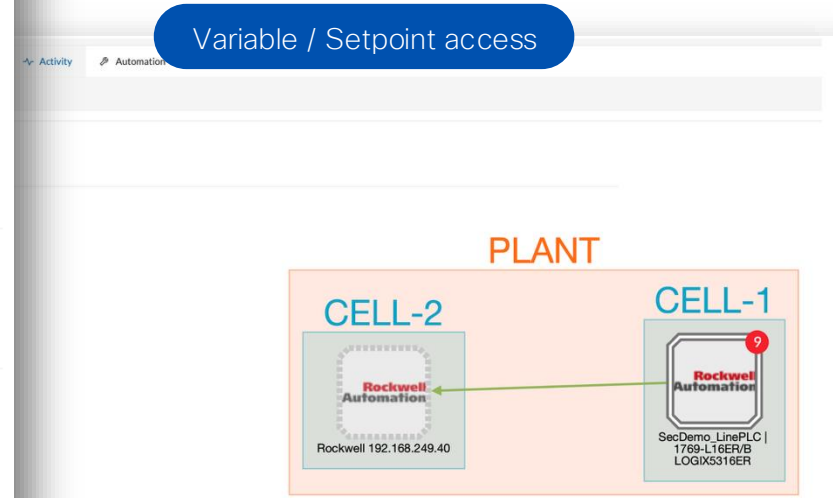 Variable / Setpoint access
Activity
Automation
PLANT
CELL-2
CELL-1
9
Rockwell
Automation
Rockwell
Automation
Rockwell 192.168.249.40
SecDemo_LinePLC |
1769-L16ER/B
LOGIX5316ER